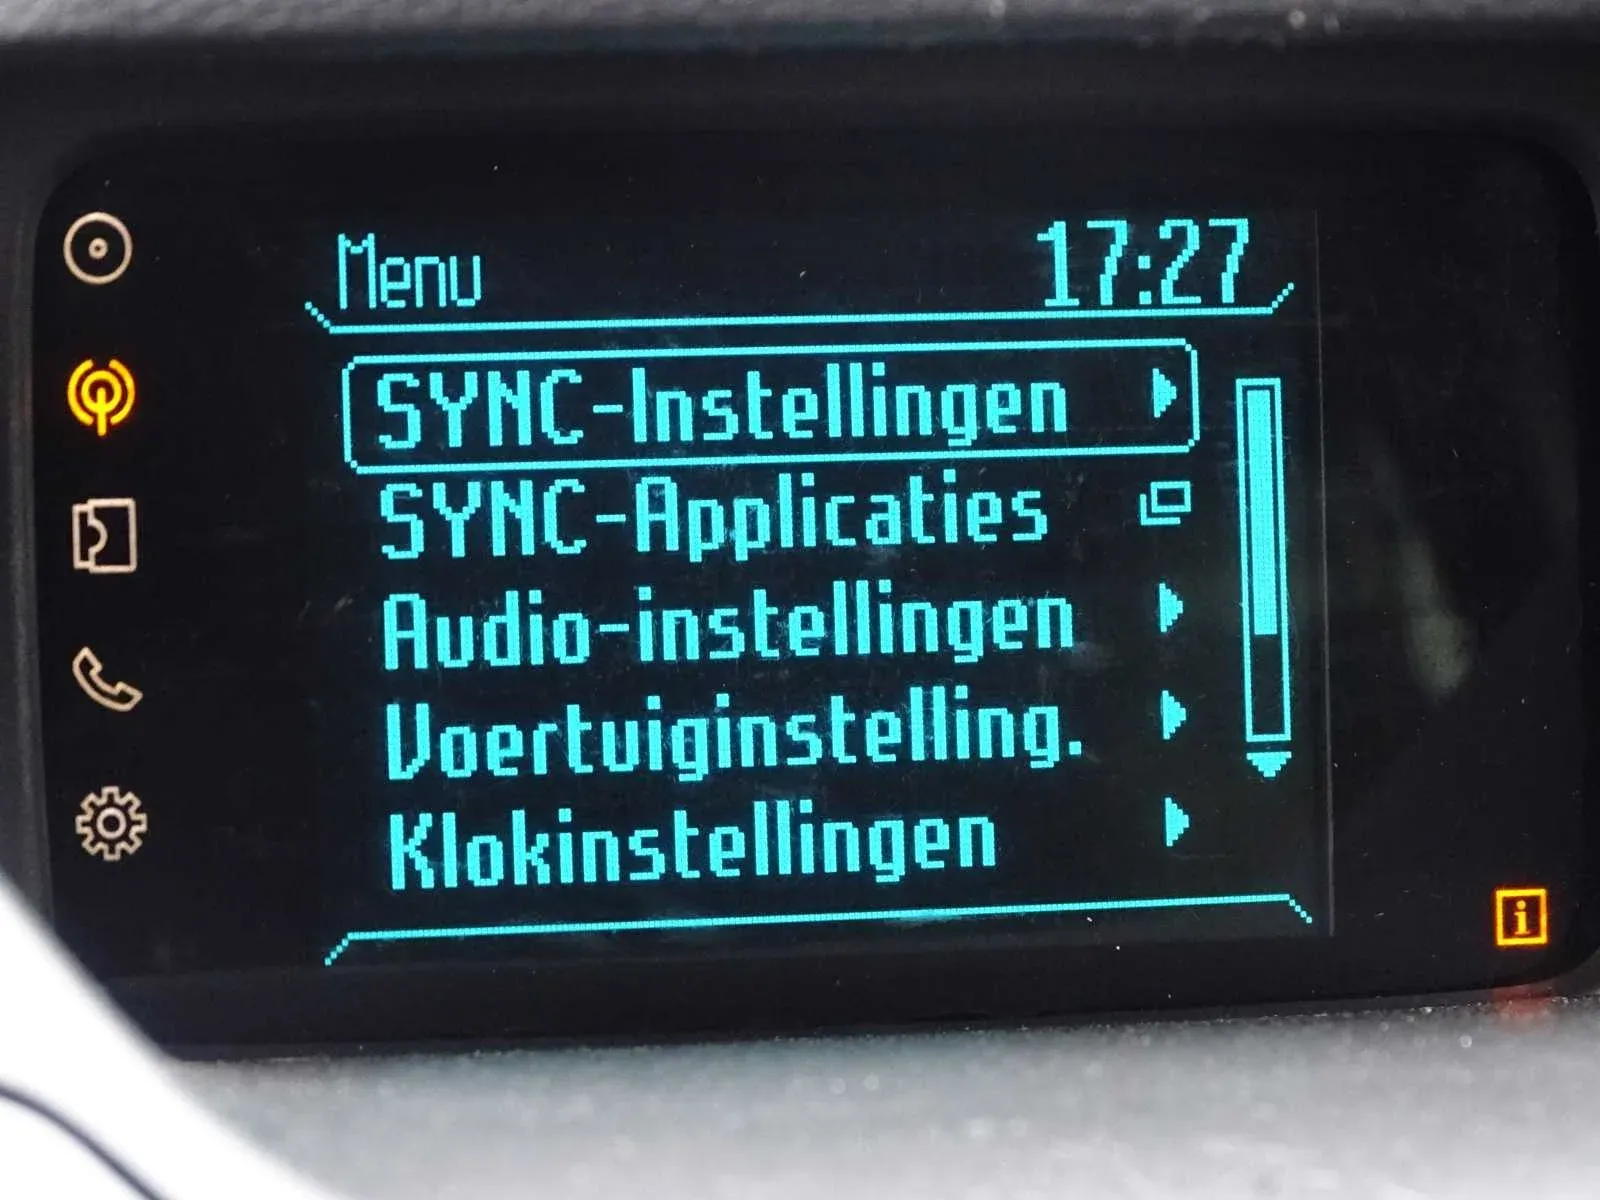 Menu 17:27
SYNC-Instellingen
SYNC-Applicaties
Audio-instellingen
Voertuiginstelling.
Klokinstellingen
i